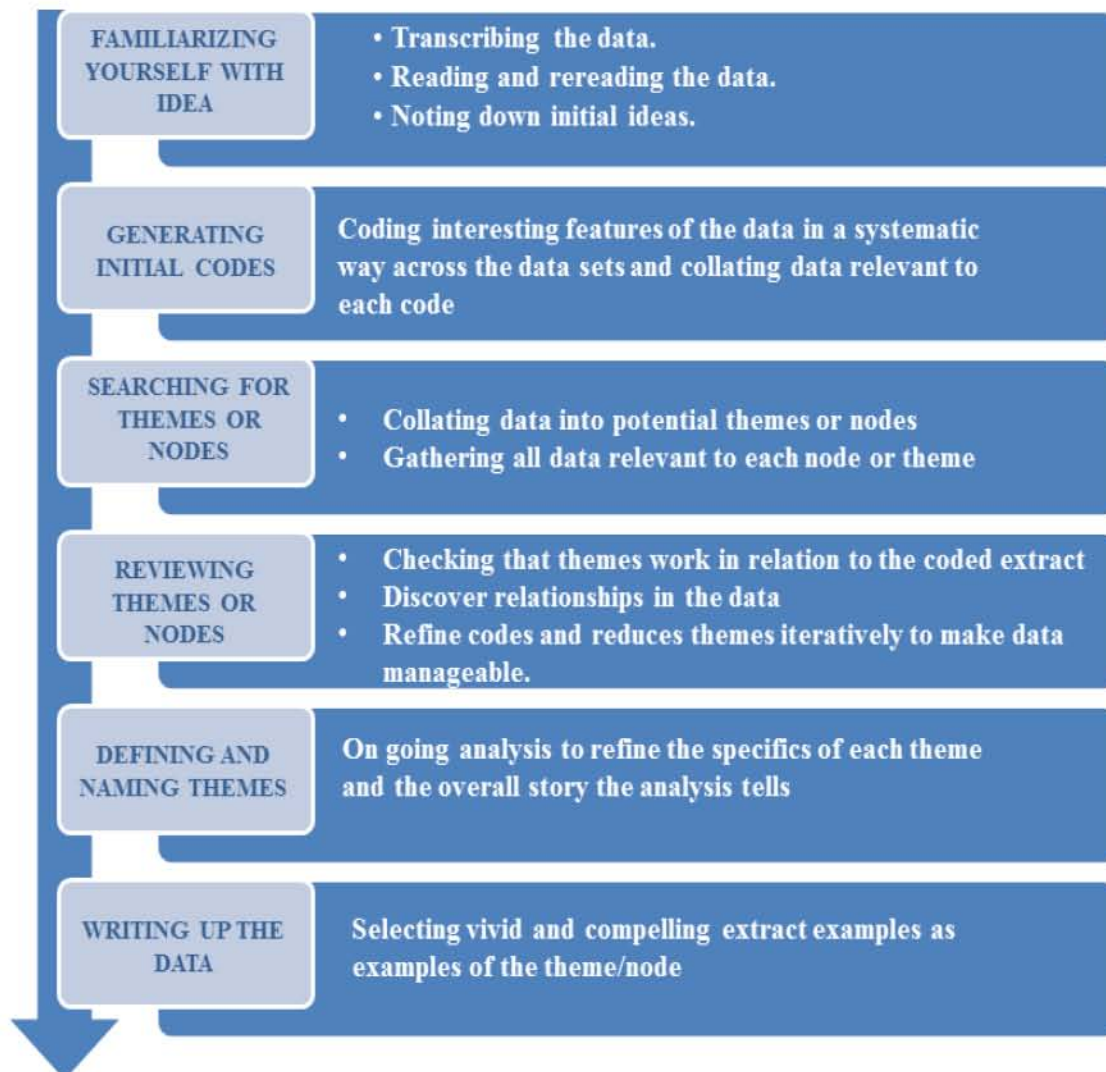 FAMILIARIZING
YOURSELF WITH
IDEA
• Transcribing the data.
• Reading and rereading the data.
• Noting down initial ideas.
GENERATING
INITIAL CODES
Coding interesting features of the data in a systematic
way across the data sets and collating data relevant to
each code
SEARCHING FOR
THEMES OR
NODES
• Collating data into potential themes or nodes
• Gathering all data relevant to each node or theme
REVIEWING
THEMES OR
NODES
• Checking that themes work in relation to the coded extract
• Discover relationships in the data
• Refine codes and reduces themes iteratively to make data
manageable.
DEFINING AND
NAMING THEMES
On going analysis to refine the specifics of each theme
and the overall story the analysis tells
WRITING UP THE
DATA
Selecting vivid and compelling extract examples as
examples of the theme/node